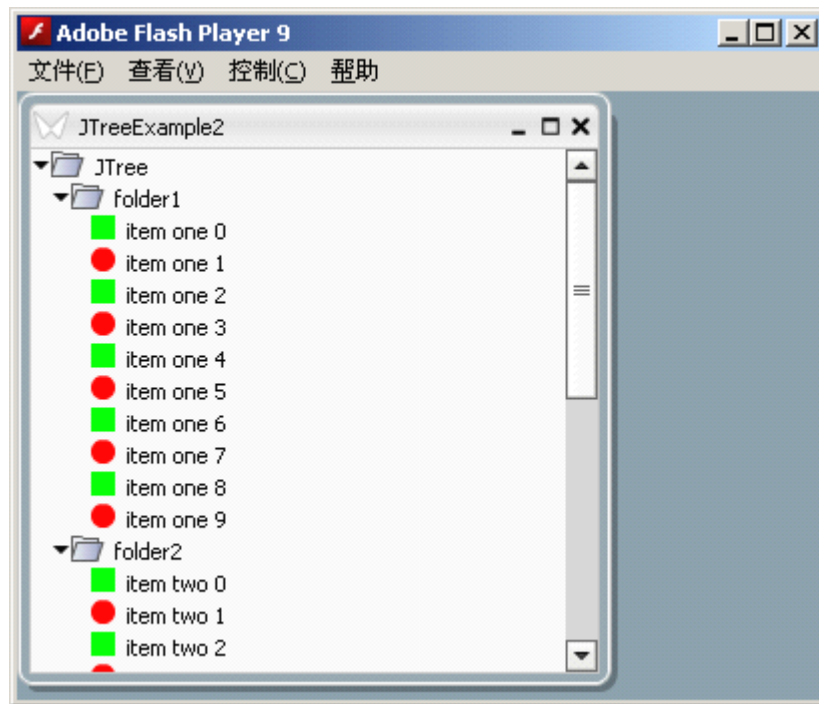 Adobe Flash Player 9
文件(F) 查看(V) 控制(C) 帮助
JTreeExample2
JTree
folder1
item one 0
item one 1
item one 2
item one 3
item one 4
item one 5
item one 6
item one 7
item one 8
item one 9
folder2
item two 0
item two 1
item two 2